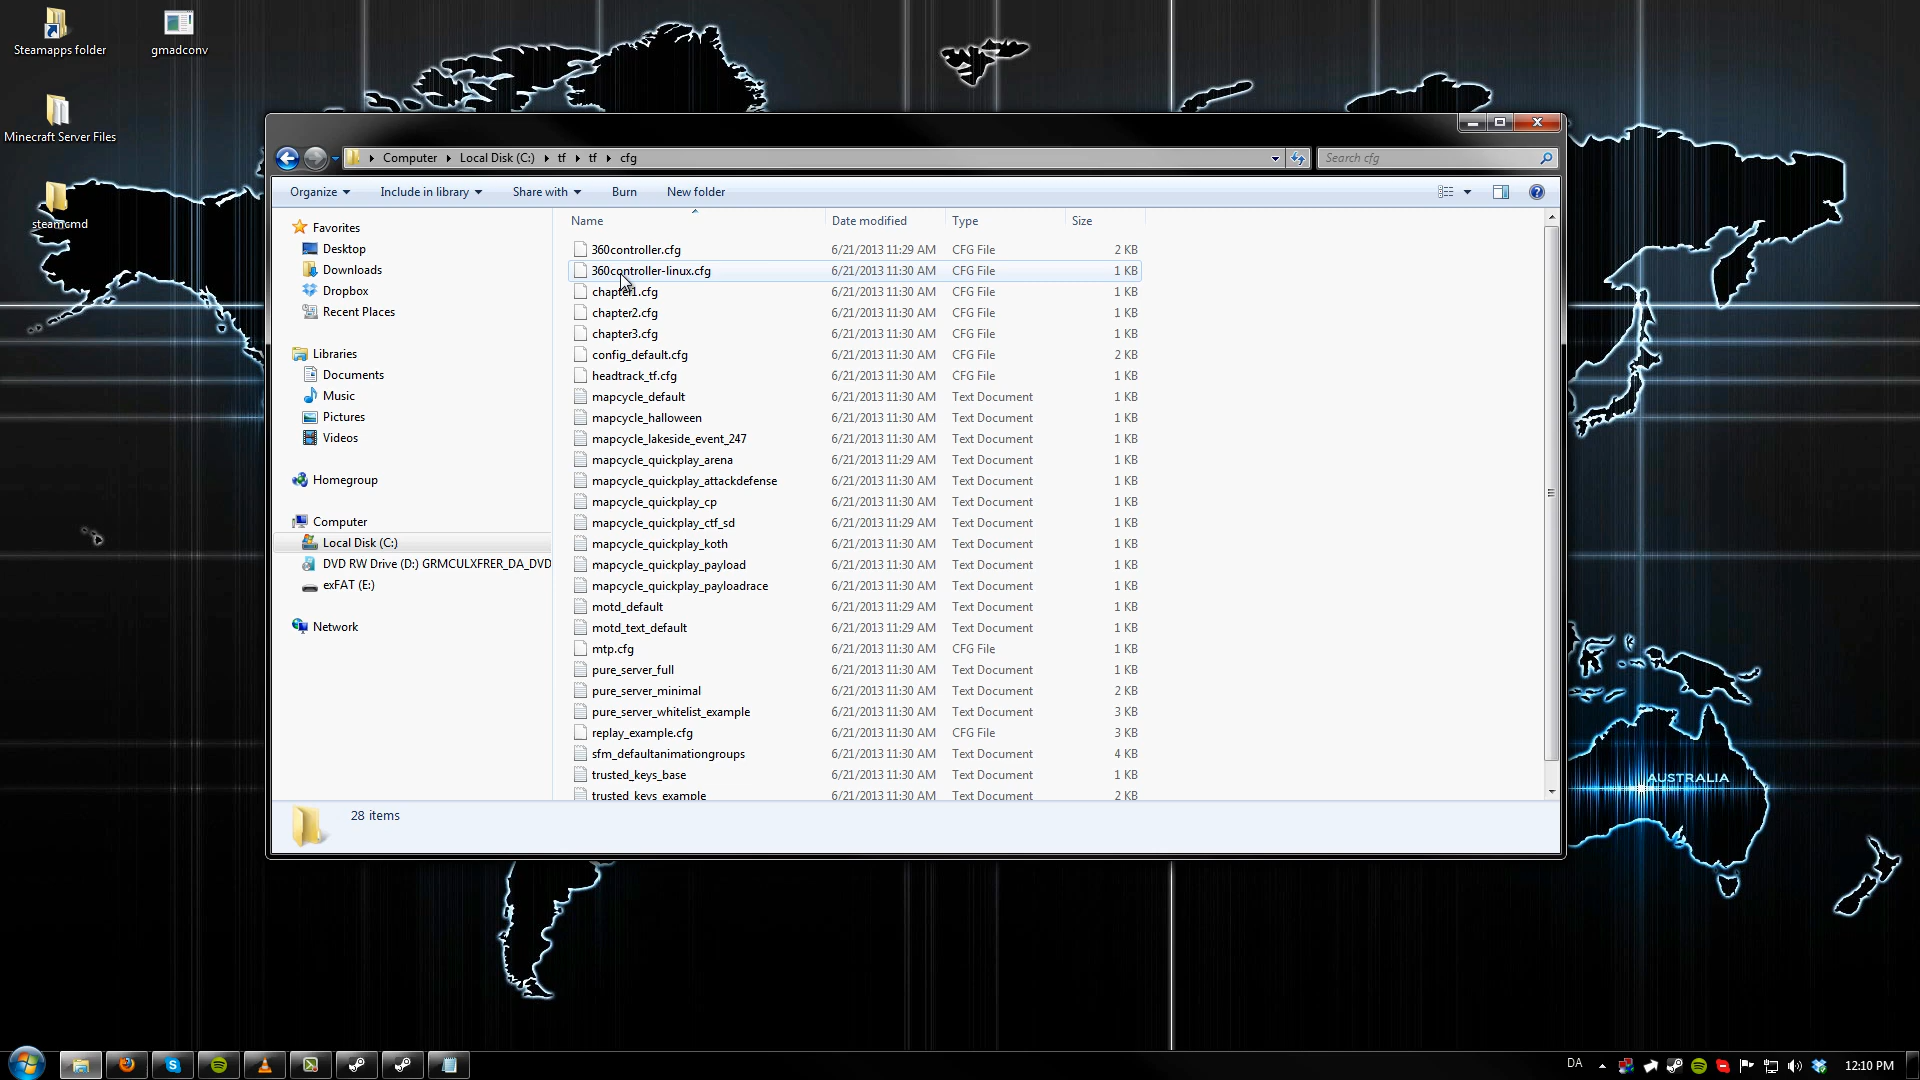 Steamapps folder
gmadconv
Minecraft Server Files
steamcmd
Computer
Local Disk (C:)
tf
tf
cfg
Search cfg
Organize
Include in library
Share with
Burn
New folder
Favorites
Desktop
Downloads
Dropbox
Recent Places
Libraries
Documents
Music
Pictures
Videos
Homegroup
Computer
Local Disk (C:)
DVD RW Drive (D:) GRMCULXFRER_DA_DVD
exFAT (E:)
Network
Name Date modified Type Size
360controller.cfg 6/21/2013 11:29 AM CFG File 2 KB
360controller-linux.cfg 6/21/2013 11:30 AM CFG File 1 KB
chapter1.cfg 6/21/2013 11:30 AM CFG File 1 KB
chapter2.cfg 6/21/2013 11:30 AM CFG File 1 KB
chapter3.cfg 6/21/2013 11:30 AM CFG File 1 KB
config_default.cfg 6/21/2013 11:30 AM CFG File 2 KB
headtrack_tf.cfg 6/21/2013 11:30 AM CFG File 1 KB
mapcycle_default 6/21/2013 11:30 AM Text Document 1 KB
mapcycle_halloween 6/21/2013 11:30 AM Text Document 1 KB
mapcycle_lakeside_event_247 6/21/2013 11:30 AM Text Document 1 KB
mapcycle_quickplay_arena 6/21/2013 11:29 AM Text Document 1 KB
mapcycle_quickplay_attackdefense 6/21/2013 11:30 AM Text Document 1 KB
mapcycle_quickplay_cp 6/21/2013 11:30 AM Text Document 1 KB
mapcycle_quickplay_ctf_sd 6/21/2013 11:29 AM Text Document 1 KB
mapcycle_quickplay_koth 6/21/2013 11:30 AM Text Document 1 KB
mapcycle_quickplay_payload 6/21/2013 11:30 AM Text Document 1 KB
mapcycle_quickplay_payloadrace 6/21/2013 11:30 AM Text Document 1 KB
motd_default 6/21/2013 11:29 AM Text Document 1 KB
motd_text_default 6/21/2013 11:29 AM Text Document 1 KB
mtp.cfg 6/21/2013 11:30 AM CFG File 1 KB
pure_server_full 6/21/2013 11:30 AM Text Document 1 KB
pure_server_minimal 6/21/2013 11:30 AM Text Document 2 KB
pure_server_whitelist_example 6/21/2013 11:30 AM Text Document 3 KB
replay_example.cfg 6/21/2013 11:30 AM CFG File 3 KB
sfm_defaultanimationgroups 6/21/2013 11:30 AM Text Document 4 KB
trusted_keys_base 6/21/2013 11:30 AM Text Document 1 KB
trusted_keys_example 6/21/2013 11:30 AM Text Document 2 KB
28 items
AUSTRALIA
DA
12:10 PM